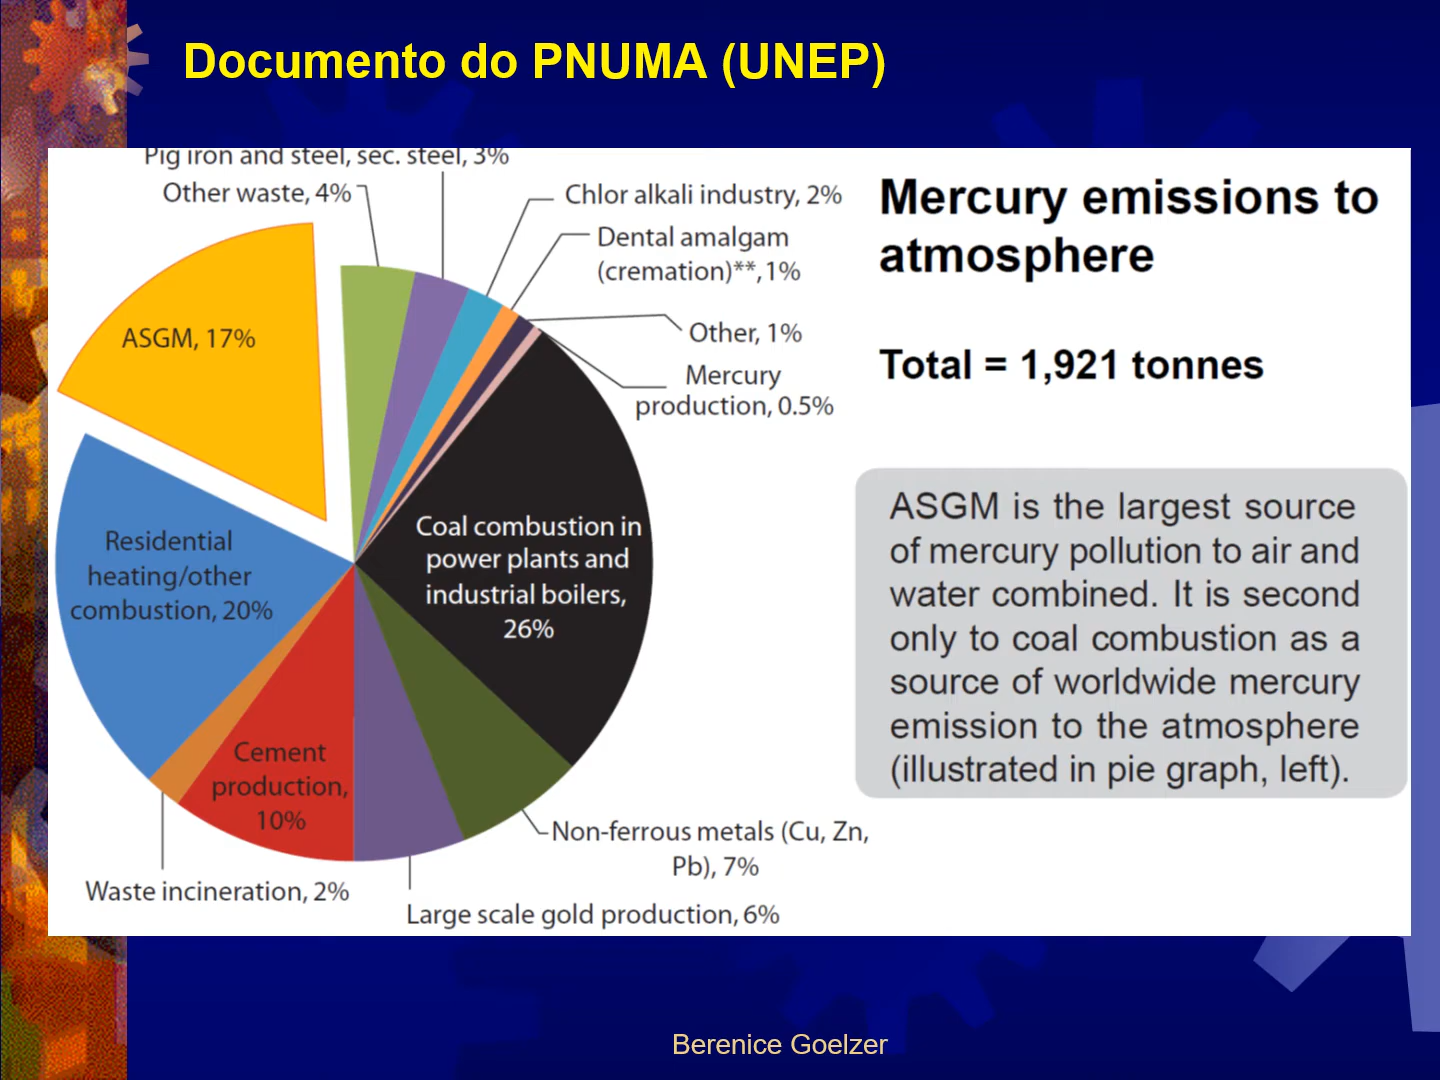 Documento do PNUMA (UNEP)
Pig iron and steel, sec. steel, 3%
Other waste, 4%
Chlor alkali industry, 2%
Dental amalgam
(cremation)**, 1%
Other, 1%
Mercury
production, 0.5%
ASGM, 17%
Coal combustion in
power plants and
industrial boilers,
26%
Residential
heating/other
combustion, 20%
Cement
production,
10%
Waste incineration, 2%
Non-ferrous metals (Cu, Zn,
Pb), 7%
Large scale gold production, 6%
Mercury emissions to
atmosphere
Total = 1,921 tonnes
ASGM is the largest source
of mercury pollution to air and
water combined. It is second
only to coal combustion as a
source of worldwide mercury
emission to the atmosphere
(illustrated in pie graph, left).
Berenice Goelzer